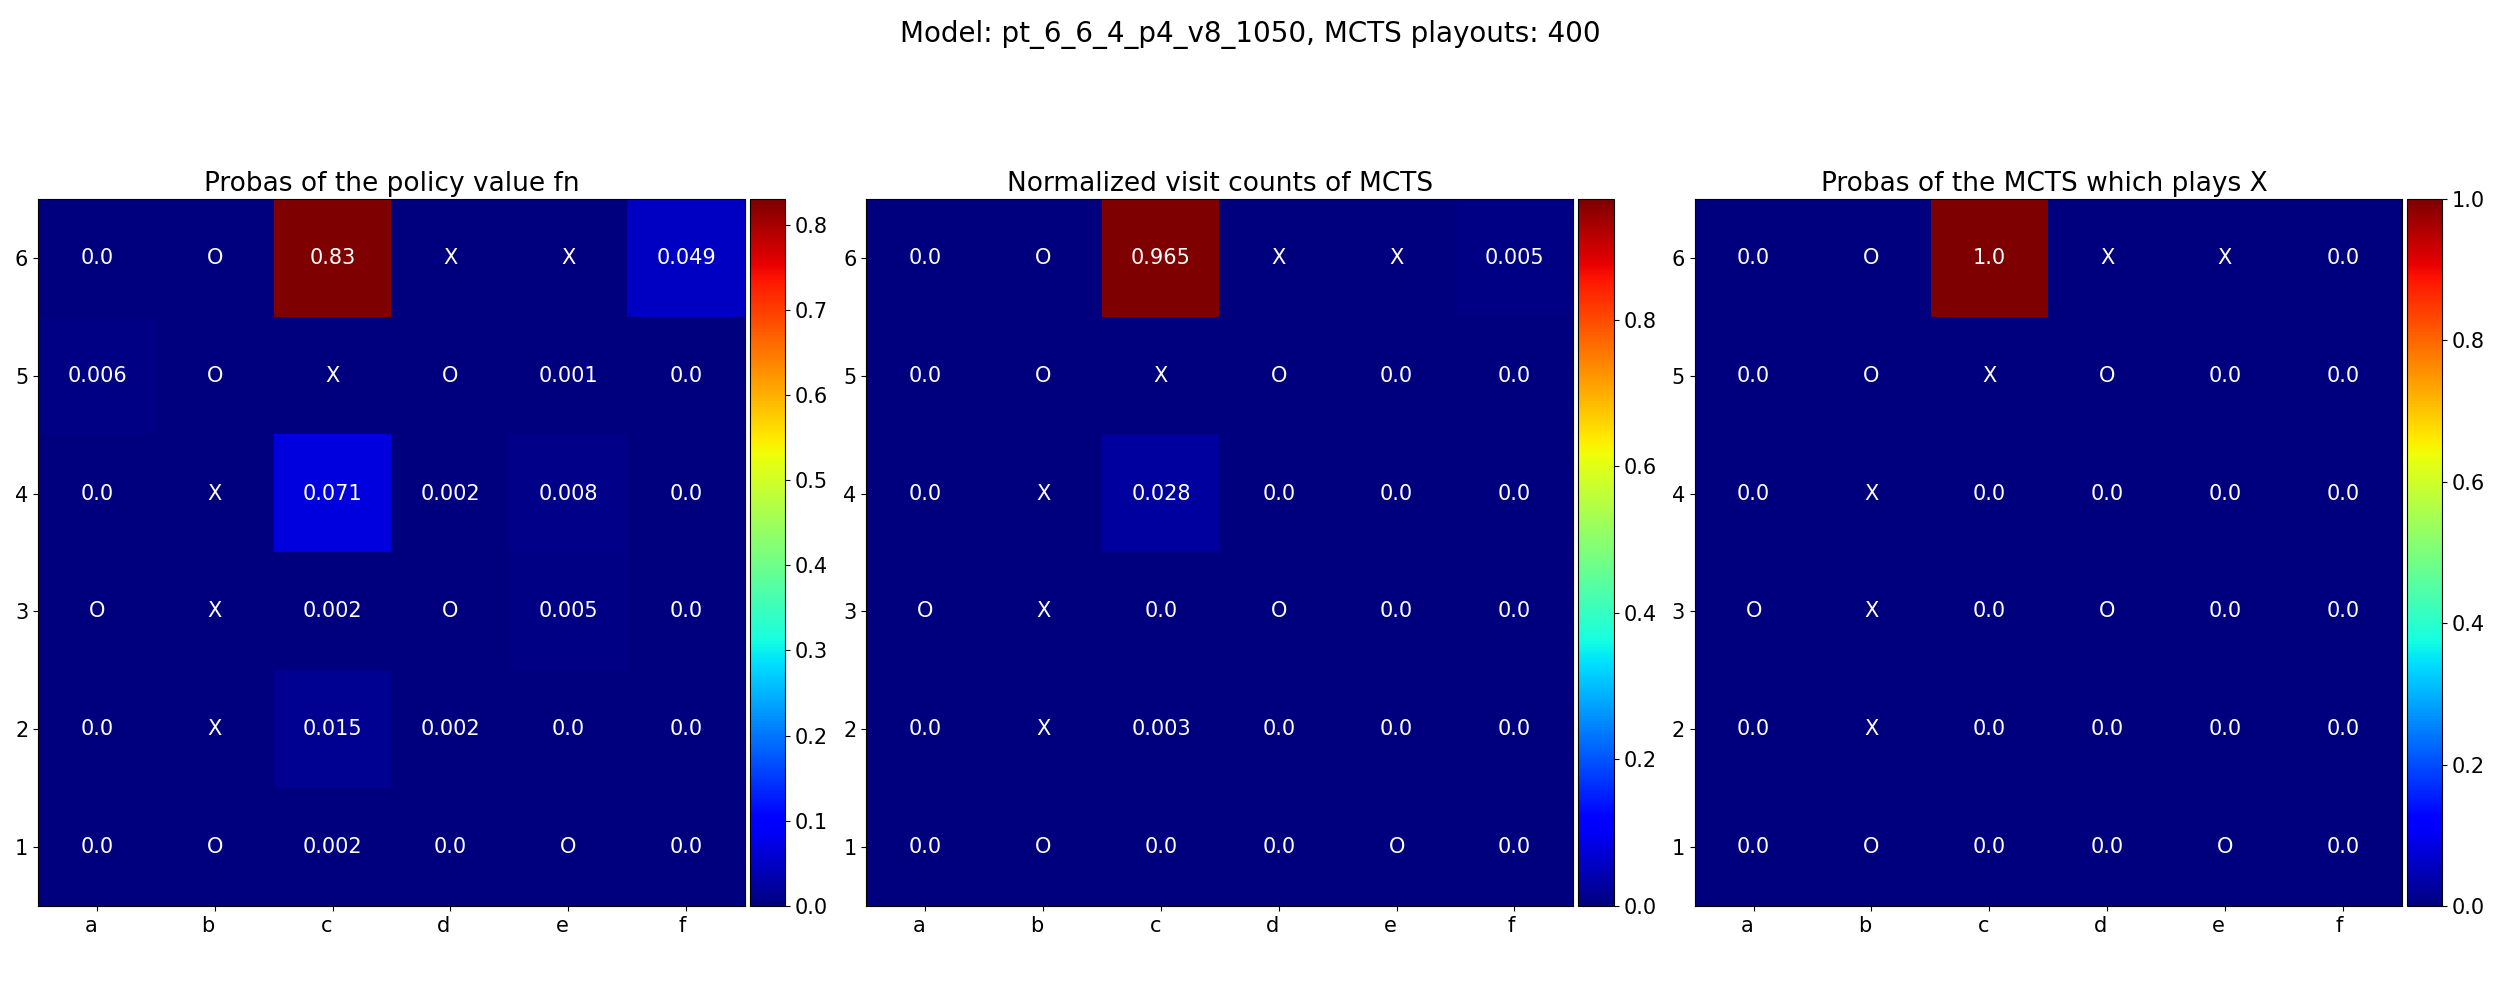 Model: pt_6_6_4_p4_v8_1050, MCTS playouts: 400
Probas of the policy value fn
6 0.0 O 0.83 X X 0.049
5 0.006 O X O 0.001 0.0
4 0.0 X 0.071 0.002 0.008 0.0
3 O X 0.002 O 0.005 0.0
2 0.0 X 0.015 0.002 0.0 0.0
1 0.0 O 0.002 0.0 O 0.0
a b c d e f
0.8
0.7
0.6
0.5
0.4
0.3
0.2
0.1
0.0
Normalized visit counts of MCTS
6 0.0 O 0.965 X X 0.005
5 0.0 O X O 0.0 0.0
4 0.0 X 0.028 0.0 0.0 0.0
3 O X 0.0 O 0.0 0.0
2 0.0 X 0.003 0.0 0.0 0.0
1 0.0 O 0.0 0.0 O 0.0
a b c d e f
0.8
0.6
0.4
0.2
0.0
Probas of the MCTS which plays X
6 0.0 O 1.0 X X 0.0
5 0.0 O X O 0.0 0.0
4 0.0 X 0.0 0.0 0.0 0.0
3 O X 0.0 O 0.0 0.0
2 0.0 X 0.0 0.0 0.0 0.0
1 0.0 O 0.0 0.0 O 0.0
a b c d e f
1.0
0.8
0.6
0.4
0.2
0.0